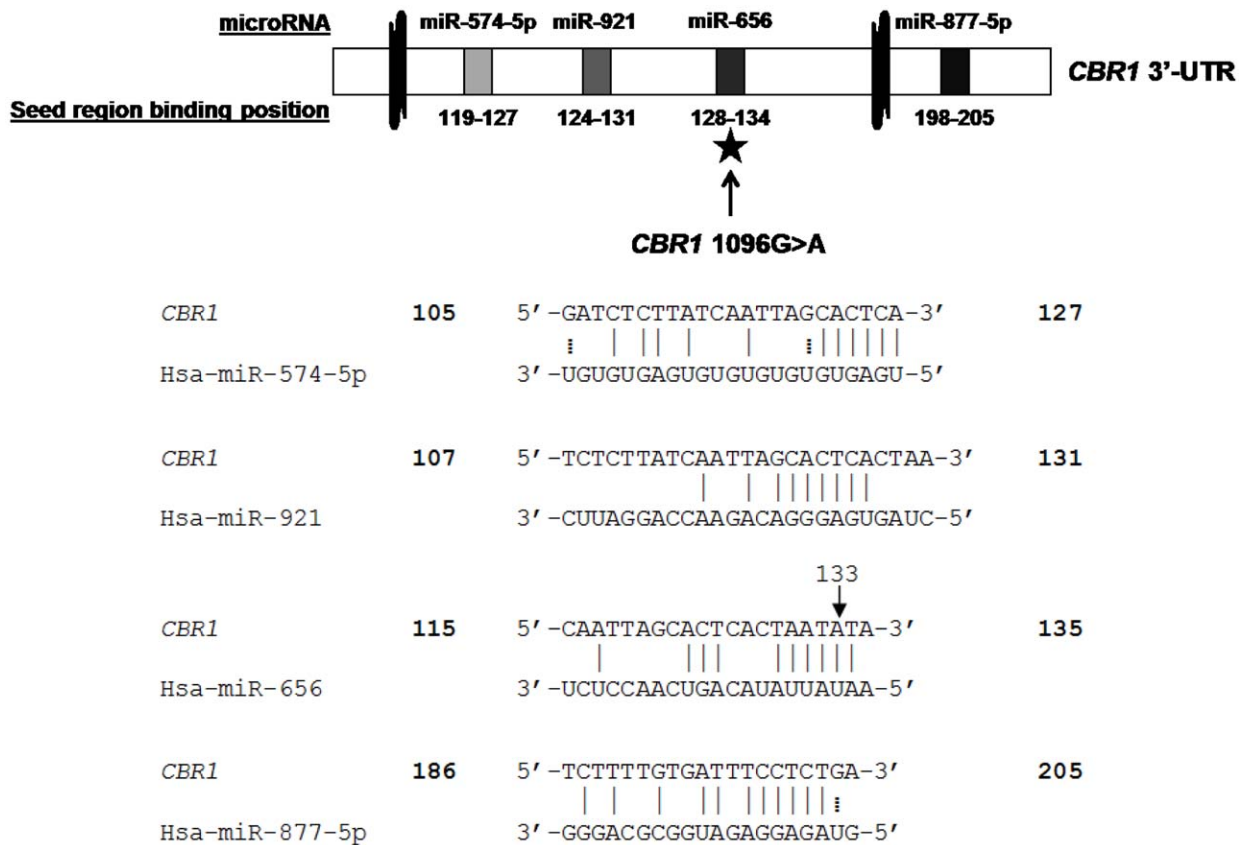 microRNA miR-574-5p miR-921 miR-656 miR-877-5p
CBR1 3'-UTR
Seed region binding position 119-127 124-131 128-134 198-205
CBR1 1096G>A
CBR1 105 5'-GATCTCTTATCAATTAGCACTCA-3' 127
Hsa-miR-574-5p 3'-UGUGUGAGUGUGUGUGUGUGAGU-5'
CBR1 107 5'-TCTCTTATCAATTAGCACTCACTAA-3' 131
Hsa-miR-921 3'-CUUAGGACCAAGACAGGGAGUGAUC-5'
133
CBR1 115 5'-CAATTAGCACTCACTAATATA-3' 135
Hsa-miR-656 3'-UCUCCAACUGACAUAUUAUAA-5'
CBR1 186 5'-TCTTTTGTGATTTCCTCTGA-3' 205
Hsa-miR-877-5p 3'-GGGACGCGGUAGAGGAGAUG-5'